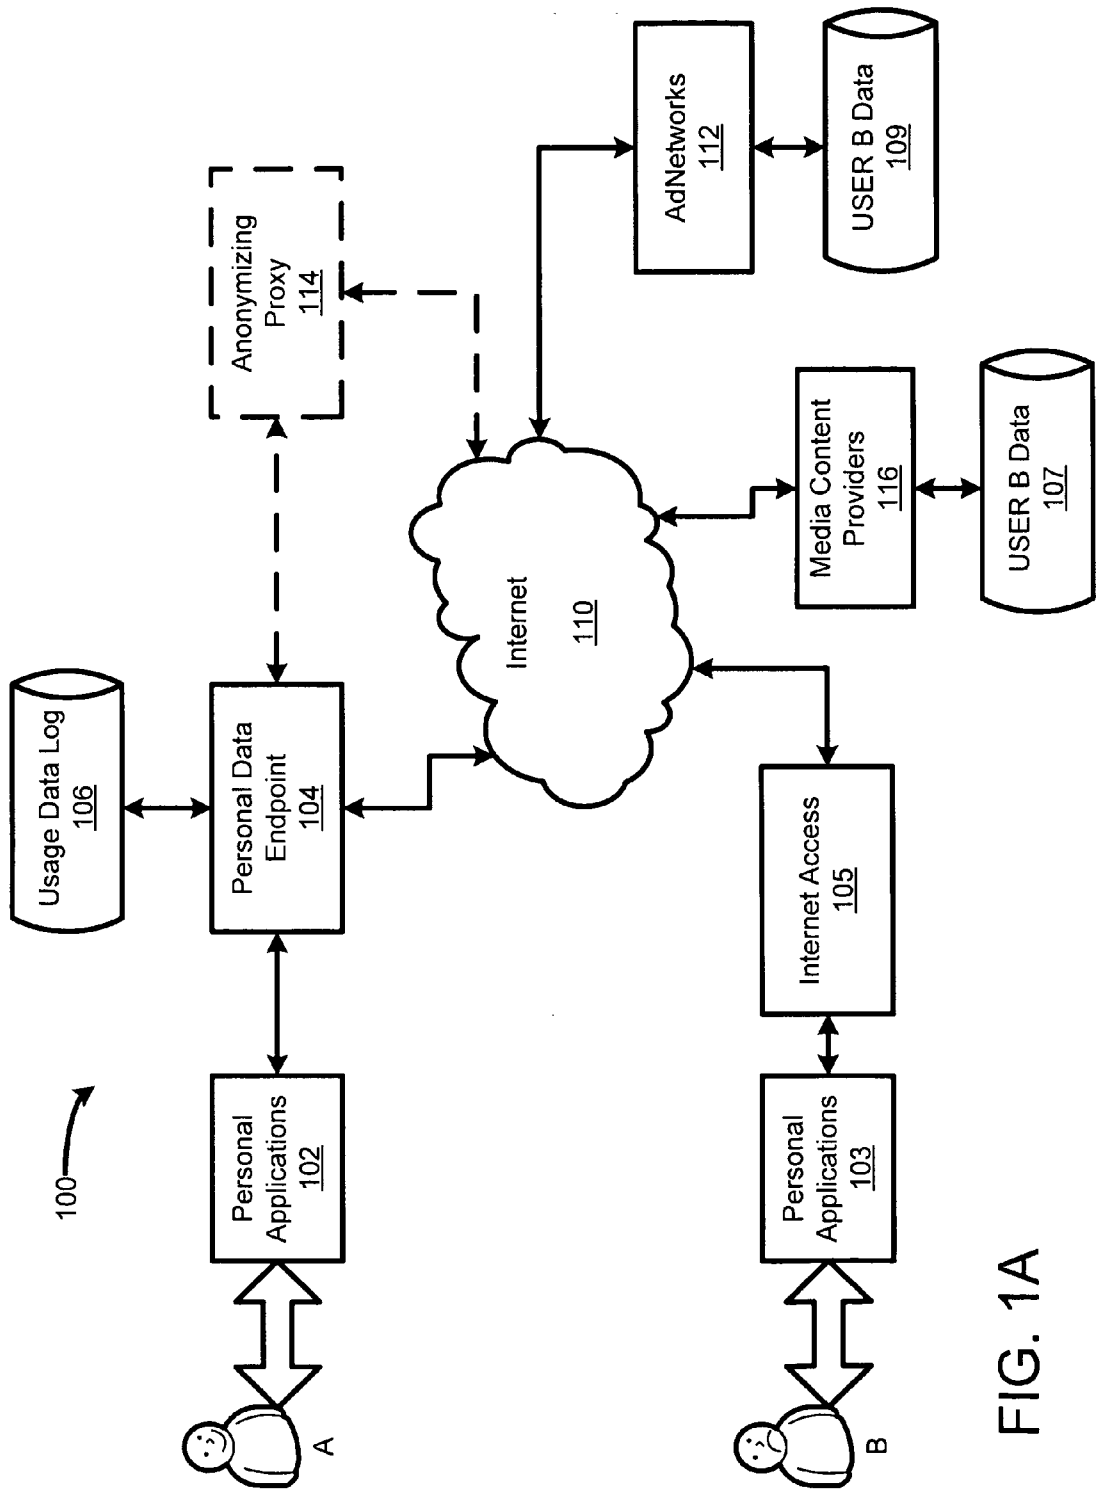 100
Usage Data Log
106
Personal
Applications
102
Personal Data
Endpoint
104
Anonymizing
Proxy
114
A
Internet
110
AdNetworks
112
USER B Data
109
Media Content
Providers
116
USER B Data
107
Personal
Applications
103
Internet Access
105
B
FIG. 1A